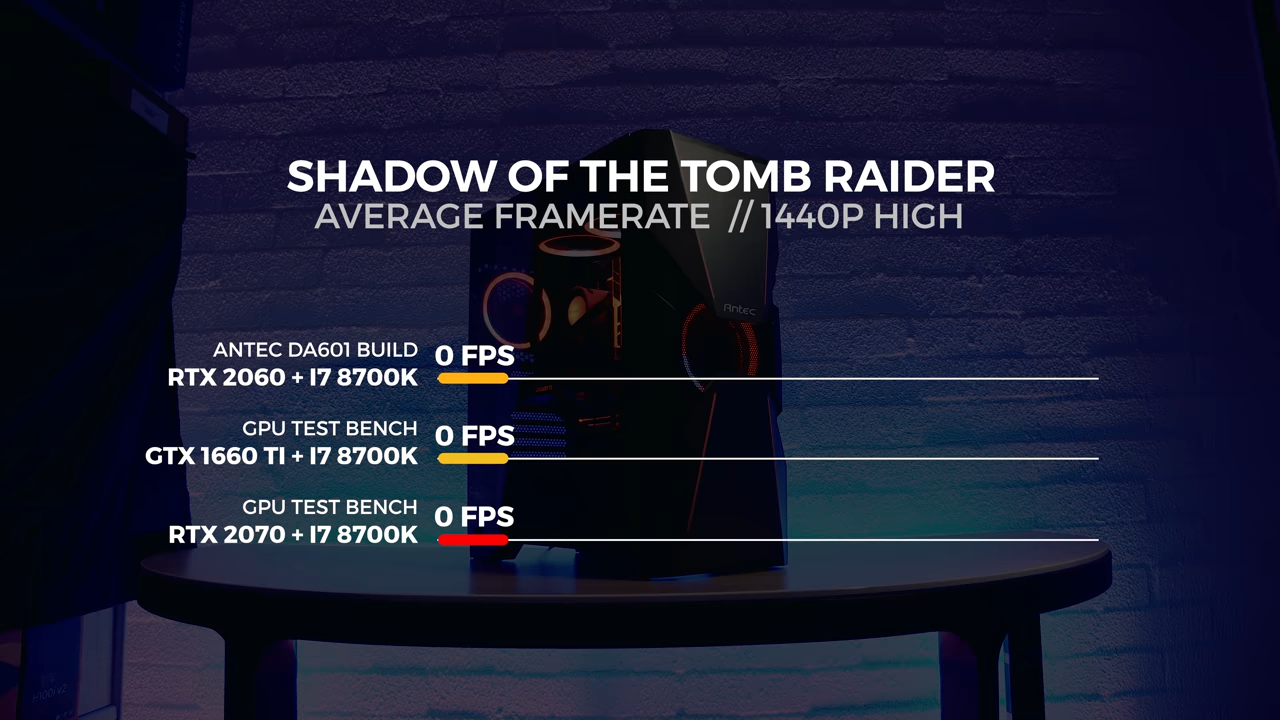 SHADOW OF THE TOMB RAIDER
AVERAGE FRAMERATE // 1440P HIGH
Antec
ANTEC DA601 BUILD
RTX 2060 + I7 8700K
0 FPS
GPU TEST BENCH
GTX 1660 TI + I7 8700K
0 FPS
GPU TEST BENCH
RTX 2070 + I7 8700K
0 FPS
H100i x2